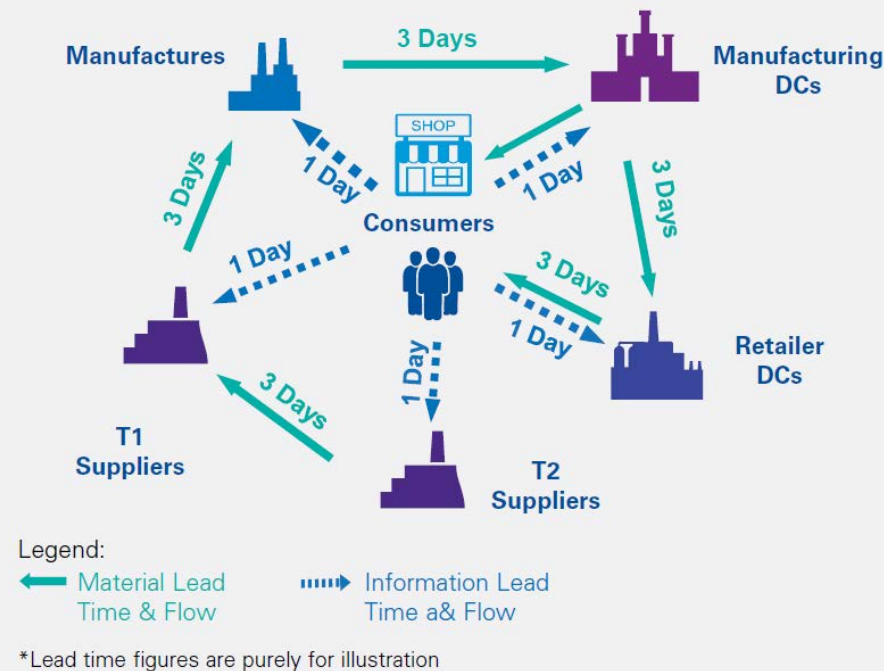 Manufactures
3 Days
Manufacturing
DCs
SHOP
1 Day
1 Day
3 Days
3 Days
Consumers
1 Day
3 Days
1 Day
Retailer
DCs
1 Day
3 Days
T1
Suppliers
T2
Suppliers
Legend:
Material Lead
Time & Flow
Information Lead
Time a& Flow
*Lead time figures are purely for illustration